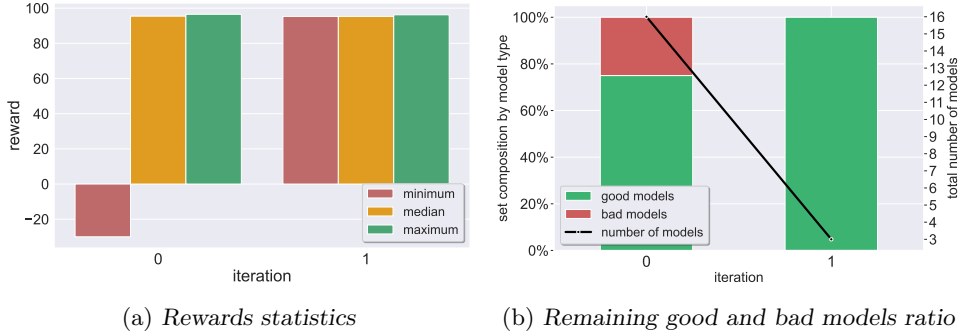 100
80
60
40
20
0
−20
reward
0
1
iteration
minimum
median
maximum
(a) Rewards statistics
100%
80%
60%
40%
20%
0%
set composition by model type
16
15
14
13
12
11
10
9
8
7
6
5
4
3
total number of models
0
1
iteration
good models
bad models
number of models
(b) Remaining good and bad models ratio